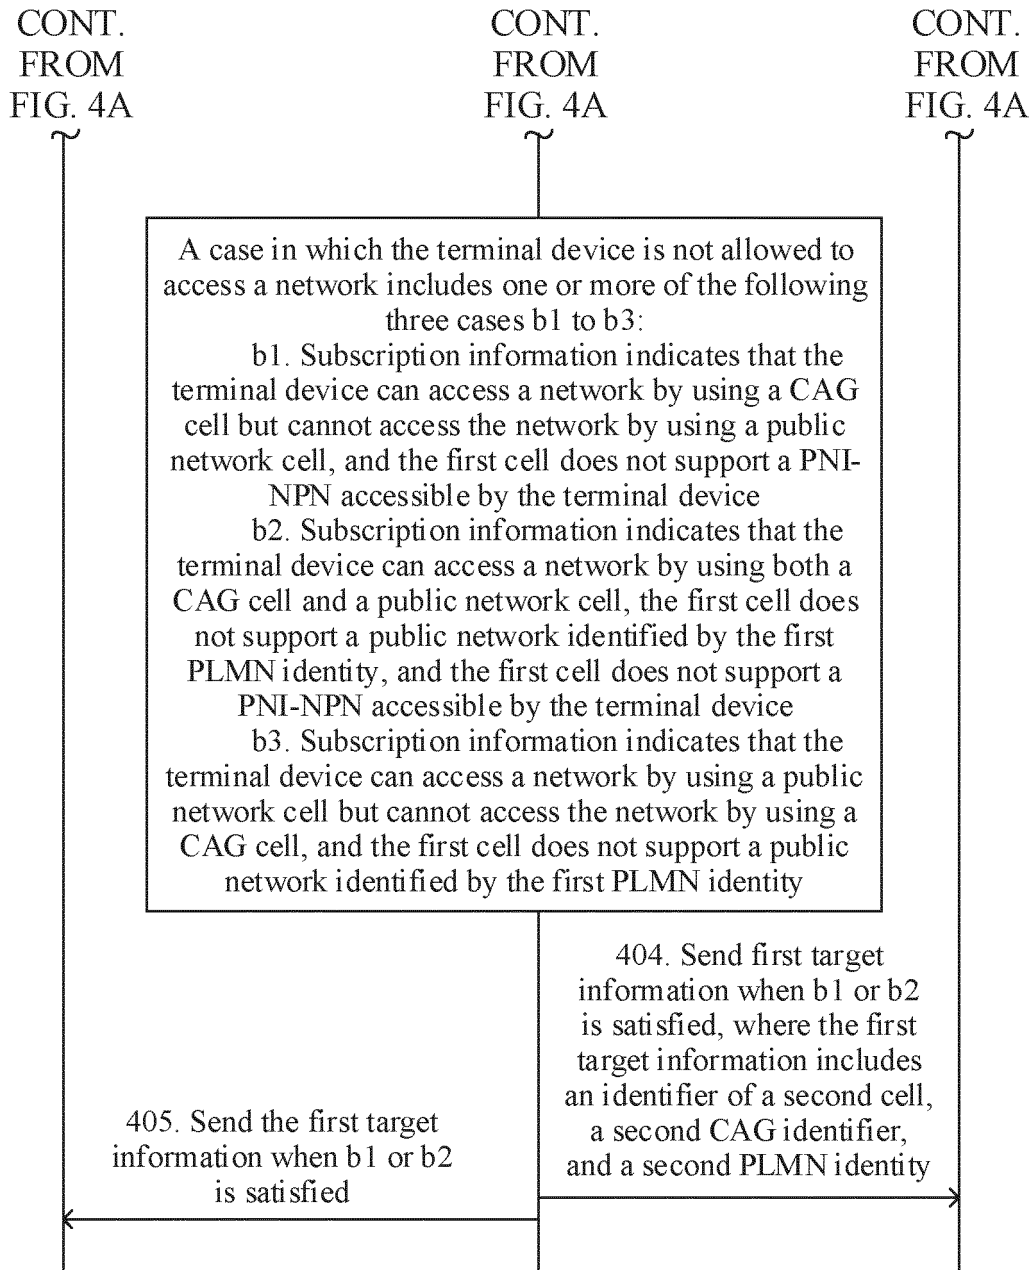 CONT.
FROM
FIG. 4A
CONT.
FROM
FIG. 4A
CONT.
FROM
FIG. 4A
A case in which the terminal device is not allowed to
access a network includes one or more of the following
three cases b1 to b3:
b1. Subscription information indicates that the
terminal device can access a network by using a CAG
cell but cannot access the network by using a public
network cell, and the first cell does not support a PNI-
NPN accessible by the terminal device
b2. Subscription information indicates that the
terminal device can access a network by using both a
CAG cell and a public network cell, the first cell does
not support a public network identified by the first
PLMN identity, and the first cell does not support a
PNI-NPN accessible by the terminal device
b3. Subscription information indicates that the
terminal device can access a network by using a public
network cell but cannot access the network by using a
CAG cell, and the first cell does not support a public
network identified by the first PLMN identity
404. Send first target
information when b1 or b2
is satisfied, where the first
target information includes
an identifier of a second cell,
a second CAG identifier,
and a second PLMN identity
405. Send the first target
information when b1 or b2
is satisfied